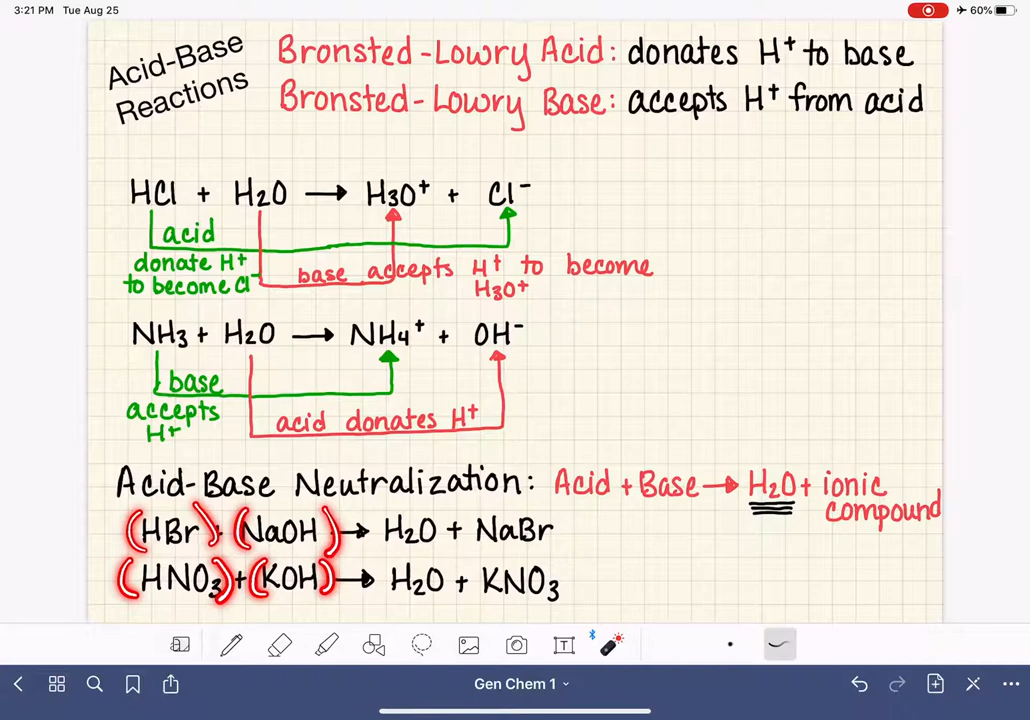 3:21 PM Tue Aug 25
60%
Acid-Base
Reactions
Bronsted-Lowry Acid: donates H⁺ to base
Bronsted-Lowry Base: accepts H⁺ from acid
HCl + H2O → H3O⁺ + Cl⁻
acid
donate H⁺
to become Cl⁻
base accepts H⁺ to become
H3O⁺
NH3 + H2O → NH4⁺ + OH⁻
base
accepts
H⁺
acid donates H⁺
Acid-Base Neutralization: Acid + Base → H2O + ionic
compound
(HBr) + (NaOH) → H2O + NaBr
(HNO3) + (KOH) → H2O + KNO3
Gen Chem 1